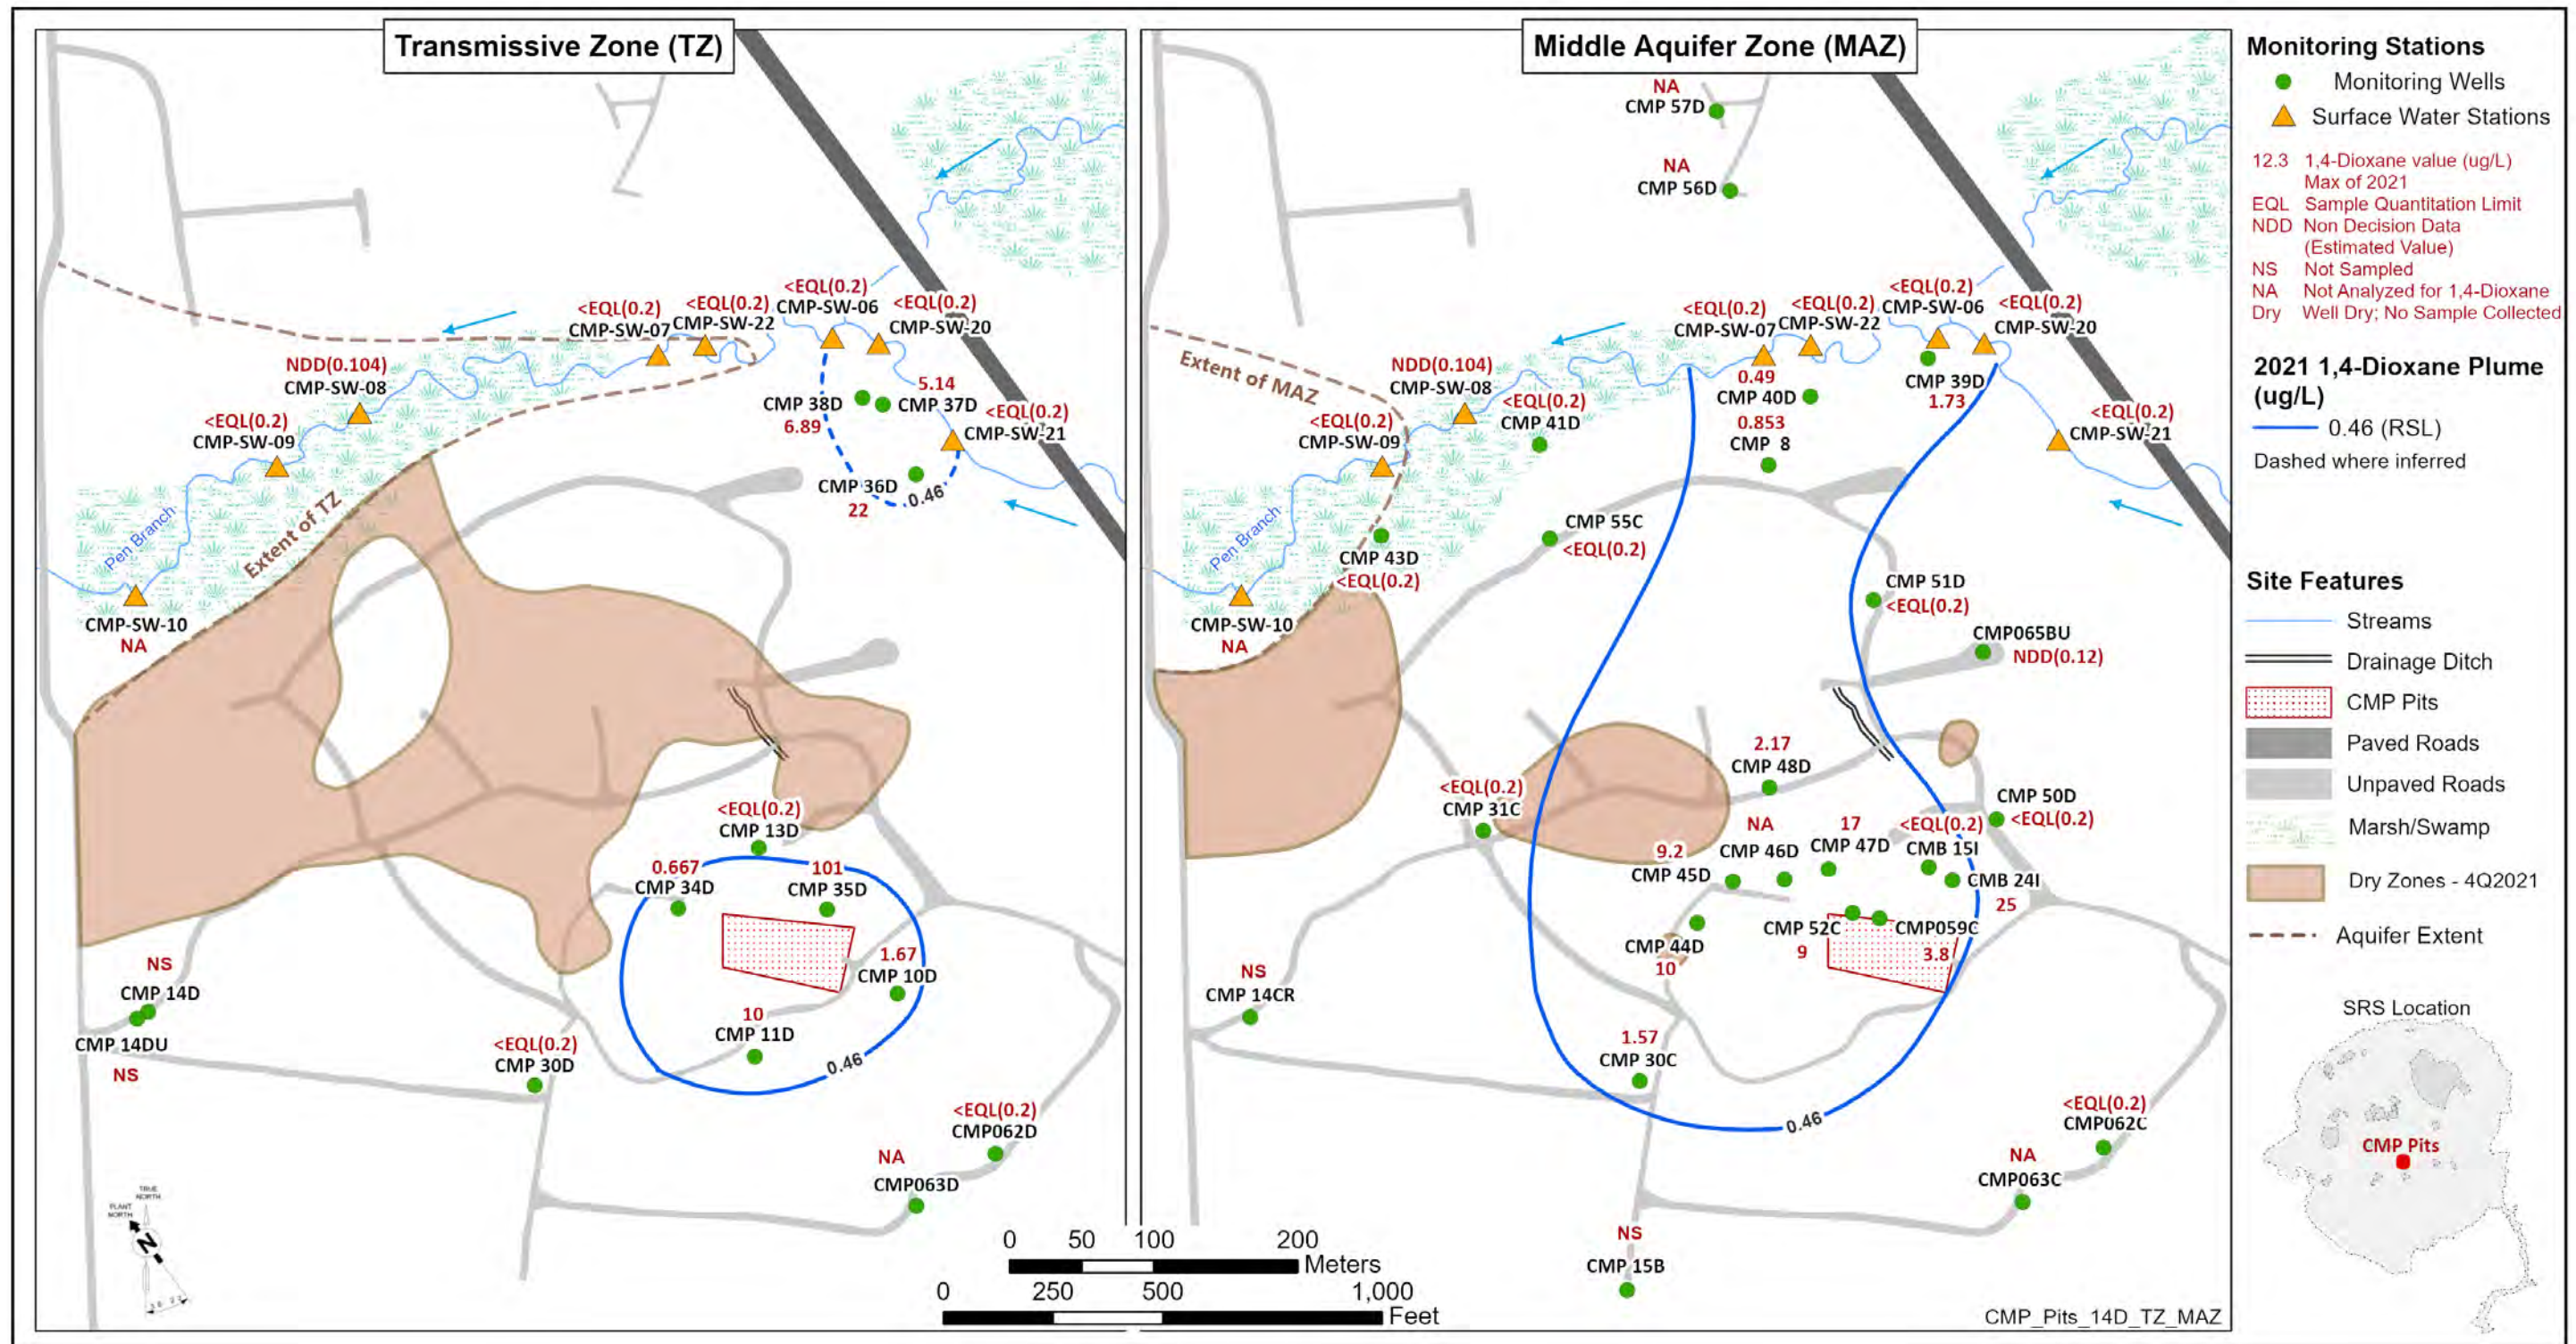 Transmissive Zone (TZ)
<EQL(0.2)
CMP-SW-06
<EQL(0.2)
CMP-SW-20
<EQL(0.2)
CMP-SW-22
<EQL(0.2)
CMP-SW-07
NDD(0.104)
CMP-SW-08
<EQL(0.2)
CMP-SW-09
5.14
CMP 37D
CMP 38D
6.89
<EQL(0.2)
CMP-SW-21
CMP 36D
22
0.46
Pen Branch
Extent of TZ
CMP-SW-10
NA
<EQL(0.2)
CMP 13D
0.667
CMP 34D
101
CMP 35D
1.67
CMP 10D
10
CMP 11D
0.46
NS
CMP 14D
CMP 14DU
NS
<EQL(0.2)
CMP 30D
<EQL(0.2)
CMP062D
NA
CMP063D
TRUE
NORTH
PLANT
NORTH
N
0 50 100 200
Meters
0 250 500 1,000
Feet
Middle Aquifer Zone (MAZ)
NA
CMP 57D
NA
CMP 56D
<EQL(0.2)
CMP-SW-06
<EQL(0.2)
CMP-SW-20
<EQL(0.2)
CMP-SW-22
<EQL(0.2)
CMP-SW-07
Extent of MAZ
NDD(0.104)
CMP-SW-08
<EQL(0.2)
CMP-SW-09
<EQL(0.2)
CMP 41D
0.49
CMP 40D
0.853
CMP 8
CMP 39D
1.73
<EQL(0.2)
CMP-SW-21
Pen Branch
CMP 43D
<EQL(0.2)
CMP 55C
<EQL(0.2)
CMP 51D
<EQL(0.2)
CMP-SW-10
NA
CMP065BU
NDD(0.12)
2.17
CMP 48D
<EQL(0.2)
CMP 31C
CMP 50D
<EQL(0.2)
9.2
CMP 45D
NA
CMP 46D
17
CMP 47D
<EQL(0.2)
CMB 15I
CMB 24I
25
CMP 52C
9
CMP059C
3.8
CMP 44D
10
NS
CMP 14CR
1.57
CMP 30C
0.46
<EQL(0.2)
CMP062C
NA
CMP063C
NS
CMP 15B
CMP_Pits_14D_TZ_MAZ
Monitoring Stations
Monitoring Wells
Surface Water Stations
12.3 1,4-Dioxane value (ug/L)
Max of 2021
EQL Sample Quantitation Limit
NDD Non Decision Data
(Estimated Value)
NS Not Sampled
NA Not Analyzed for 1,4-Dioxane
Dry Well Dry; No Sample Collected
2021 1,4-Dioxane Plume
(ug/L)
0.46 (RSL)
Dashed where inferred
Site Features
Streams
Drainage Ditch
CMP Pits
Paved Roads
Unpaved Roads
Marsh/Swamp
Dry Zones - 4Q2021
Aquifer Extent
SRS Location
CMP Pits